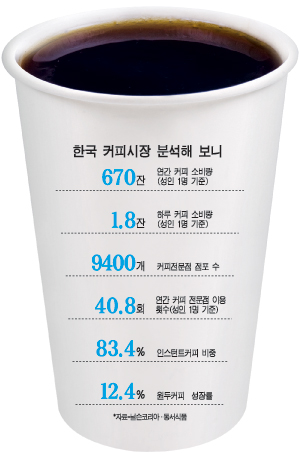 한국 커피시장 분석해 보니
670잔 연간 커피 소비량
(성인 1명 기준)
1.8잔 하루 커피 소비량
(성인 1명 기준)
9400개 커피전문점 점포 수
40.8회 연간 커피 전문점 이용
횟수(성인 1명 기준)
83.4% 인스턴트커피 비중
12.4% 원두커피 성장률
*자료=닐슨코리아·동서식품